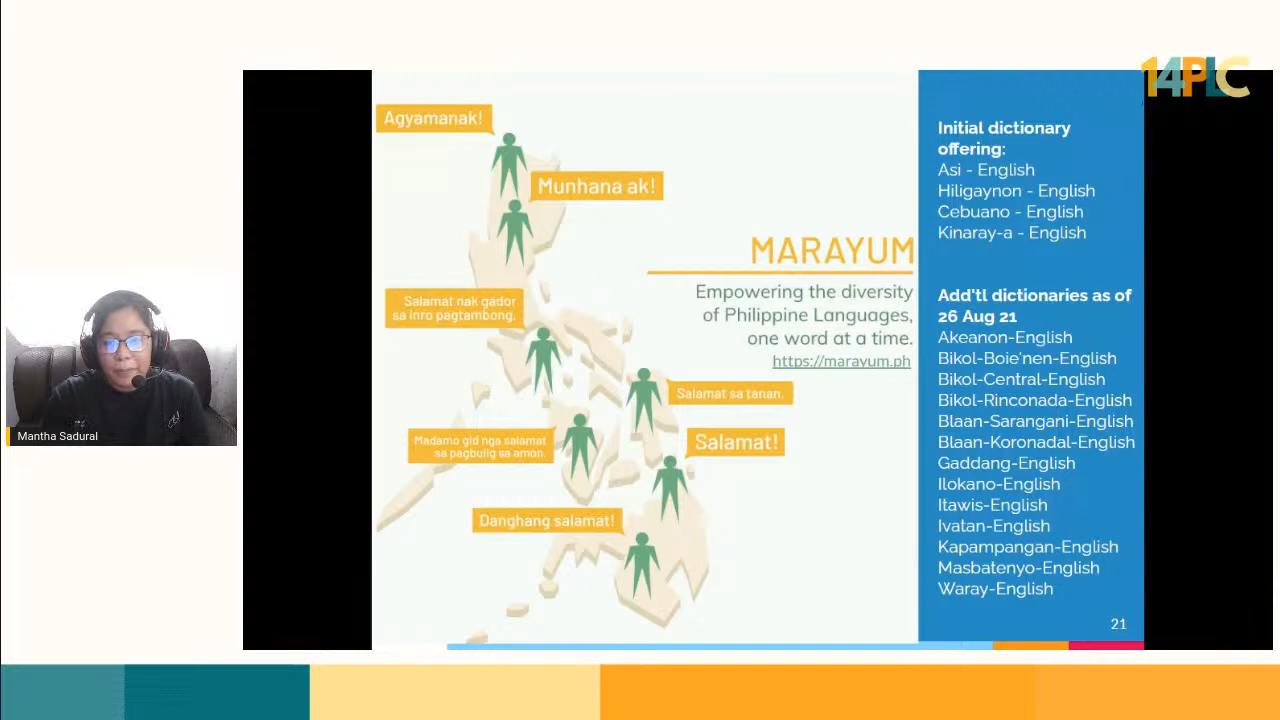 14PLC
Agyamanak!
Munhana ak!
Salamat nak gador
sa inro pagtambong.
Salamat sa tanan.
Madamo gid nga salamat
sa pagbulig sa amon.
Salamat!
Danghang salamat!
MARAYUM
Empowering the diversity
of Philippine Languages,
one word at a time.
https://marayum.ph
Initial dictionary
offering:
Asi - English
Hiligaynon - English
Cebuano - English
Kinaray-a - English
Add'tl dictionaries as of
26 Aug 21
Akeanon-English
Bikol-Boie'nen-English
Bikol-Central-English
Bikol-Rinconada-English
Blaan-Sarangani-English
Blaan-Koronadal-English
Gaddang-English
Ilokano-English
Itawis-English
Ivatan-English
Kapampangan-English
Masbatenyo-English
Waray-English
21
Mantha Sadural